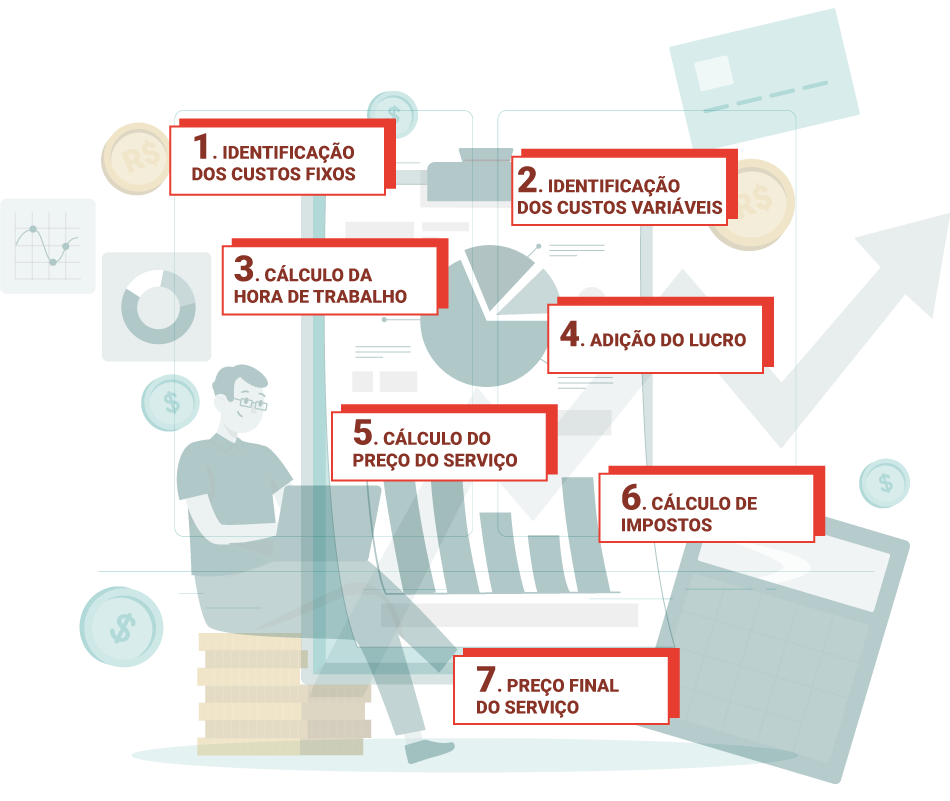 $
R$
1. IDENTIFICAÇÃO
DOS CUSTOS FIXOS
2. IDENTIFICAÇÃO
DOS CUSTOS VARIÁVEIS
R$
3. CÁLCULO DA
HORA DE TRABALHO
4. ADIÇÃO DO LUCRO
$
5. CÁLCULO DO
PREÇO DO SERVIÇO
6. CÁLCULO DE
IMPOSTOS
$
$
7. PREÇO FINAL
DO SERVIÇO